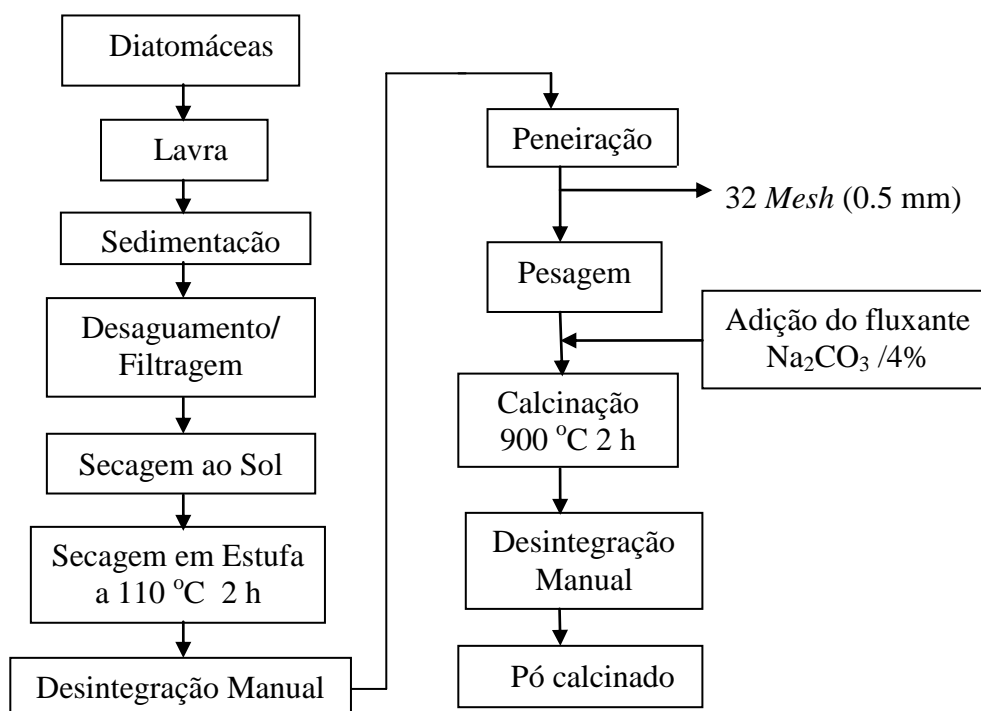 Diatomáceas
Lavra
Sedimentação
Desaguamento/
Filtragem
Secagem ao Sol
Secagem em Estufa
a 110 °C 2 h
Desintegração Manual
Peneiração
32 Mesh (0.5 mm)
Pesagem
Adição do fluxante
Na₂CO₃ /4%
Calcinação
900 °C 2 h
Desintegração
Manual
Pó calcinado